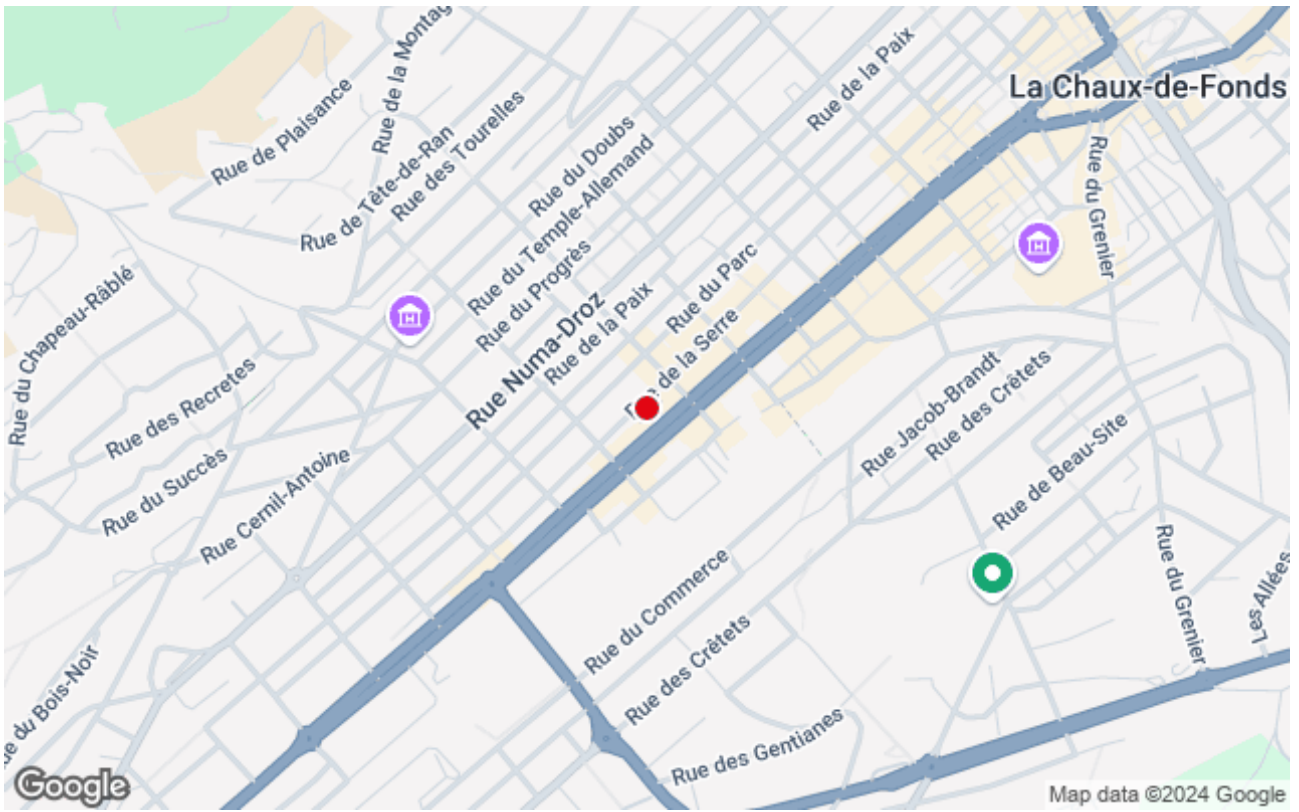 Rue de la Montag
Rue de Plaisance
Rue de la Paix
La Chaux-de-Fonds
Rue des Tourelles
Rue du Doubs
Rue de Tête-de-Ran
Rue du Temple-Allemand
Rue du Grenier
Rue du Progrès
Rue du Parc
Rue du Chapeau-Râblé
Rue de la Paix
Rue Numa-Droz
de la Serre
Rue des Recretes
Rue Jacob-Brandt
Rue des Crêtets
Rue du Succès
Rue Cernil-Antoine
Rue de Beau-Site
Rue du Commerce
Rue du Grenier
Les Allées
Rue du Bois-Noir
Rue des Crêtets
Rue des Gentianes
Google
Map data ©2024 Google